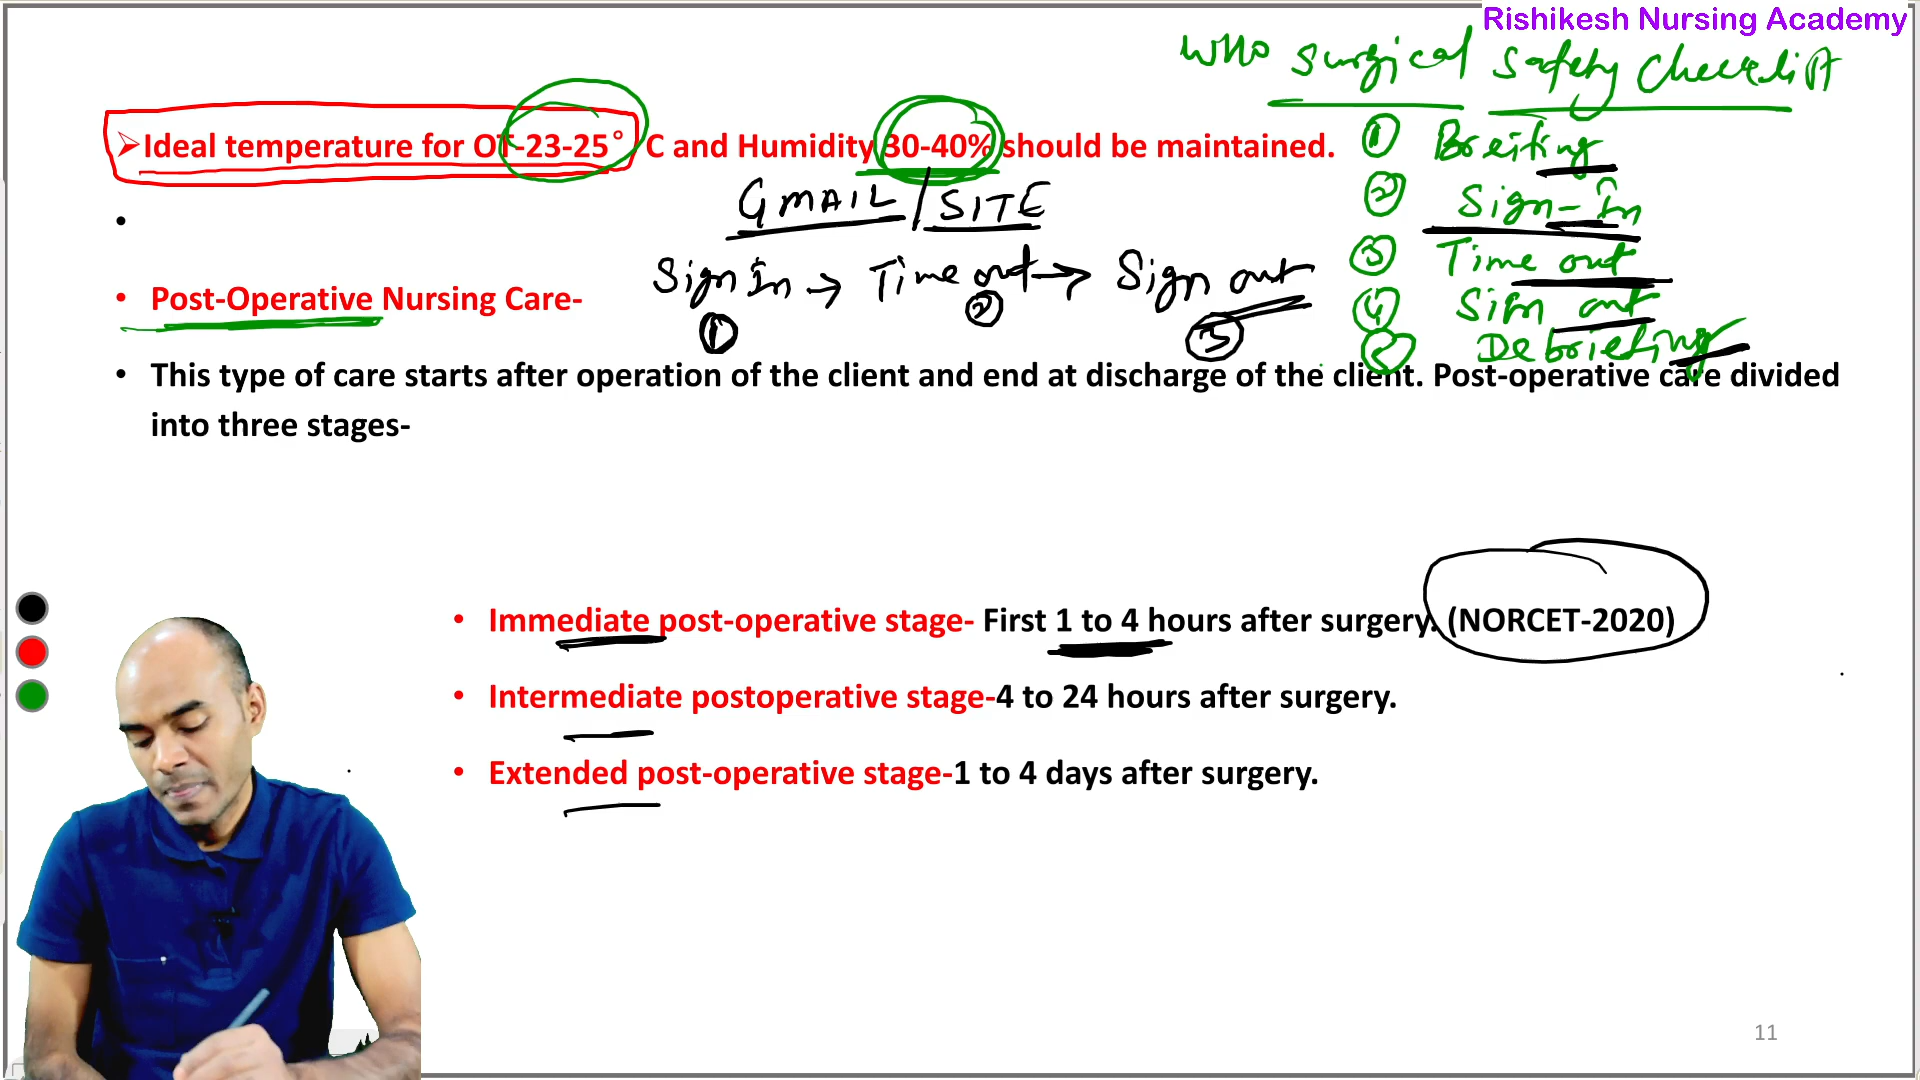 Rishikesh Nursing Academy
WHO Surgical Safety Checklist
➢Ideal temperature for OT-23-25° C and Humidity 30-40% should be maintained.
① Breifing
② Sign-In
③ Time out
④ Sign out
⑤ Debriefing
GMAIL / SITE
Sign In → Time out → Sign out
① ② ③
• Post-Operative Nursing Care-
• This type of care starts after operation of the client and end at discharge of the client. Post-operative care divided
into three stages-
• Immediate post-operative stage- First 1 to 4 hours after surgery. (NORCET-2020)
• Intermediate postoperative stage-4 to 24 hours after surgery.
• Extended post-operative stage-1 to 4 days after surgery.
11